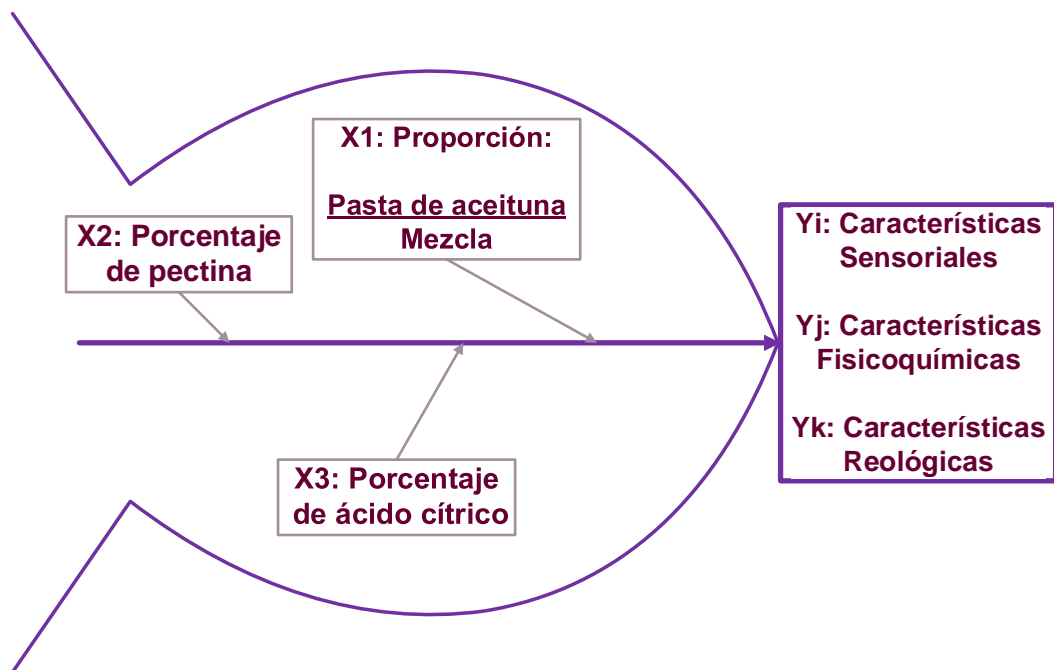 X1: Proporción:
Pasta de aceituna
Mezcla
X2: Porcentaje
de pectina
X3: Porcentaje
de ácido cítrico
Yi: Características
Sensoriales
Yj: Características
Fisicoquímicas
Yk: Características
Reológicas